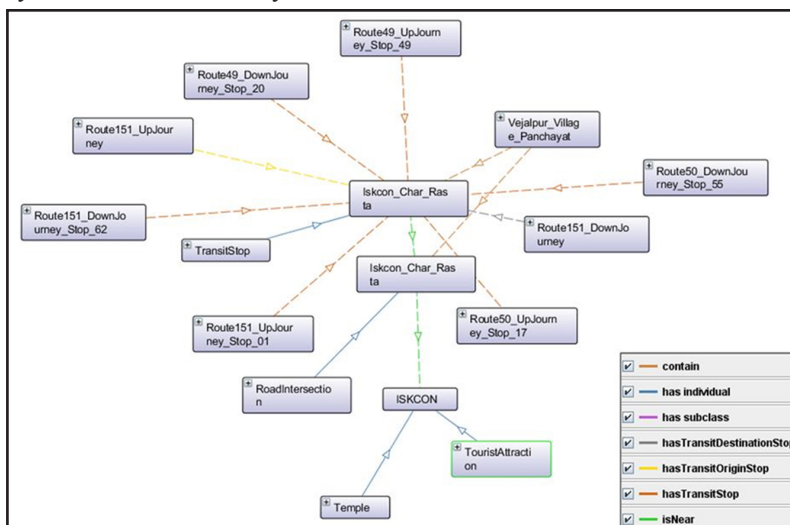 Route49_UpJourn
ey_Stop_49
Route49_DownJou
rney_Stop_20
Vejalpur_Villag
e_Panchayat
Route151_UpJour
ney
Route50_DownJou
rney_Stop_55
Iskcon_Char_Ras
ta
Route151_DownJo
urney_Stop_62
Route151_DownJo
urney
TransitStop
Iskcon_Char_Ras
ta
Route151_UpJour
ney_Stop_01
Route50_UpJourn
ey_Stop_17
RoadIntersectio
n
ISKCON
TouristAttracti
on
Temple
contain
has individual
has subclass
hasTransitDestinationStop
hasTransitOriginStop
hasTransitStop
isNear